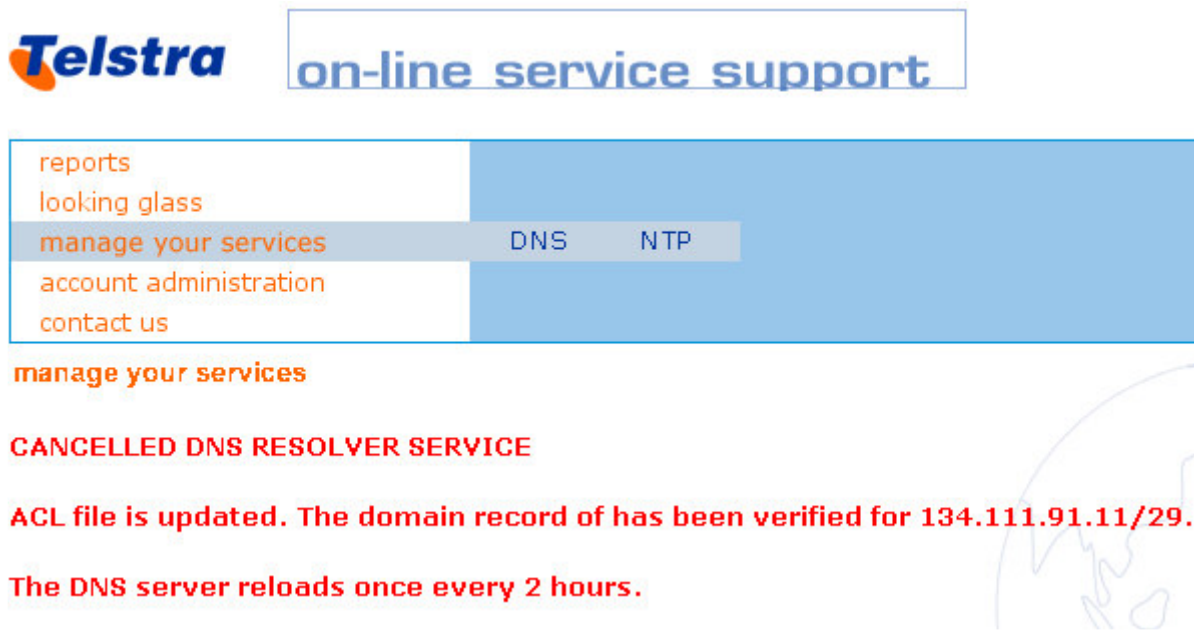 Telstra
on-line service support
reports
looking glass
manage your services DNS NTP
account administration
contact us
manage your services
CANCELLED DNS RESOLVER SERVICE
ACL file is updated. The domain record of has been verified for 134.111.91.11/29.
The DNS server reloads once every 2 hours.